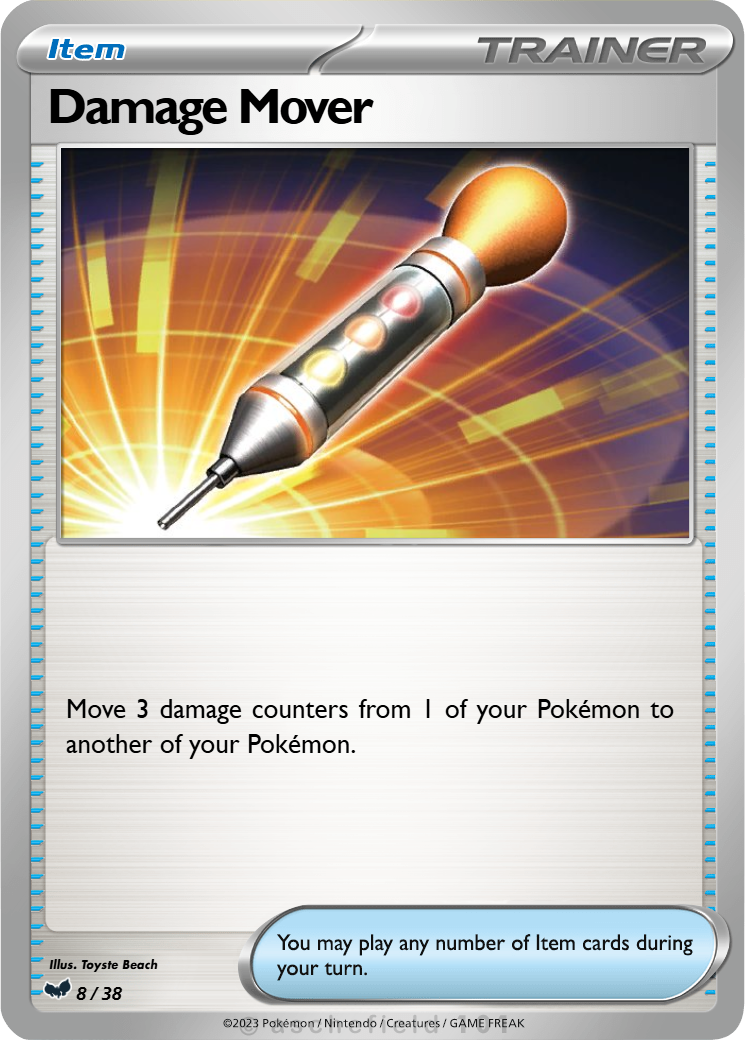 Item
TRAINER
Damage Mover
Move 3 damage counters from 1 of your Pokémon to
another of your Pokémon.
You may play any number of Item cards during
your turn.
Illus. Toyste Beach
8 / 38
©2023 Pokémon / Nintendo / Creatures / GAME FREAK